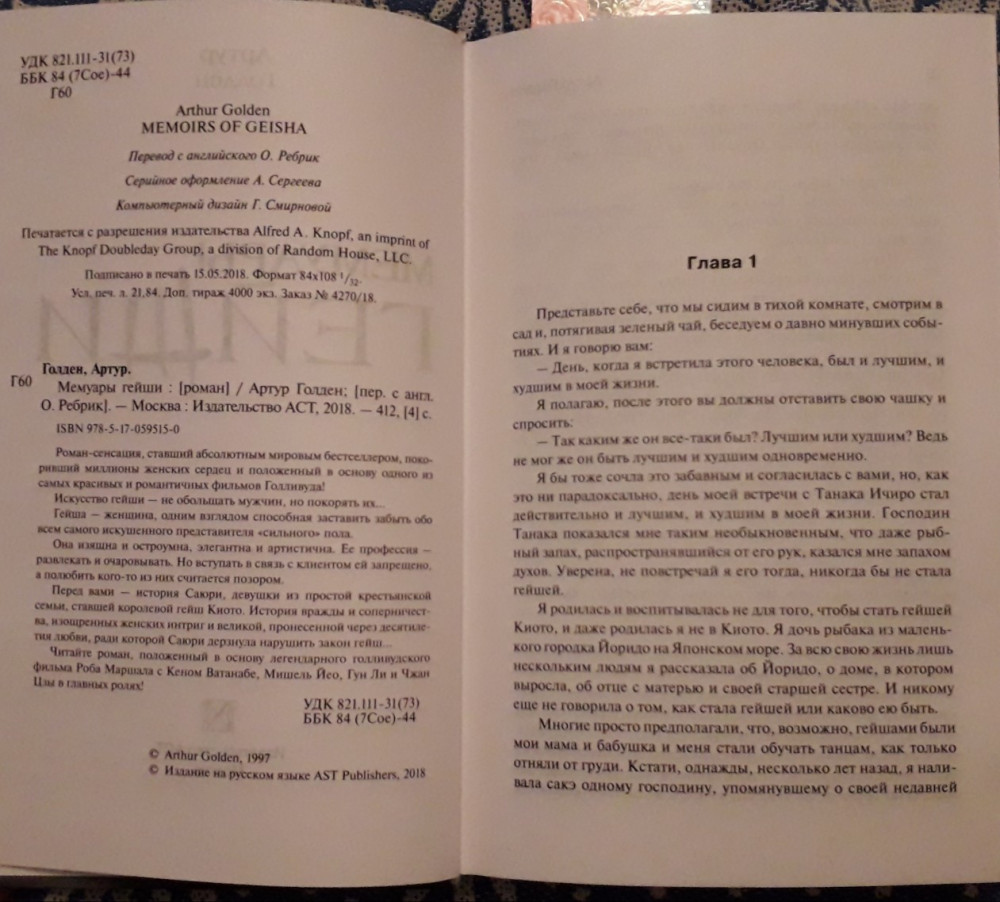 УДК 821.111-31(73)
ББК 84 (7Сое)-44
Г60
Arthur Golden
MEMOIRS OF GEISHA
Перевод с английского О. Ребрик
Серийное оформление А. Сергеева
Компьютерный дизайн Г. Смирновой
Печатается с разрешения издательства Alfred A. Knopf, an imprint of
The Knopf Doubleday Group, a division of Random House, LLC.
Подписано в печать 15.05.2018. Формат 84x108 1/32.
Усл. печ. л. 21,84. Доп. тираж 4000 экз. Заказ № 4270/18.
Голден, Артур.
Г60
Мемуары гейши : [роман] / Артур Голден; [пер. с англ.
О. Ребрик]. — Москва : Издательство АСТ, 2018. — 412, [4] с.
ISBN 978-5-17-059515-0
Роман-сенсация, ставший абсолютным мировым бестселлером, поко-
ривший миллионы женских сердец и положенный в основу одного из
самых красивых и романтичных фильмов Голливуда!
Искусство гейши — не обольщать мужчин, но покорять их...
Гейша — женщина, одним взглядом способная заставить забыть обо
всем самого искушенного представителя «сильного» пола.
Она изящна и остроумна, элегантна и артистична. Ее профессия —
развлекать и очаровывать. Но вступать в связь с клиентом ей запрещено,
а полюбить кого-то из них считается позором.
Перед вами — история Саюри, девушки из простой крестьянской
семьи, ставшей королевой гейш Киото. История вражды и соперничест-
ва, изощренных женских интриг и великой, пронесенной через десятиле-
тия любви, ради которой Саюри дерзнула нарушить закон гейш...
Читайте роман, положенный в основу легендарного голливудского
фильма Роба Маршала с Кеном Ватанабе, Мишель Йео, Гун Ли и Чжан
Цзы в главных ролях!
УДК 821.111-31(73)
ББК 84 (7Сое)-44
© Arthur Golden, 1997
© Издание на русском языке AST Publishers, 2018
Глава 1
Представьте себе, что мы сидим в тихой комнате, смотрим в
сад и, потягивая зеленый чай, беседуем о давно минувших собы-
тиях. И я говорю вам:
— День, когда я встретила этого человека, был и лучшим, и
худшим в моей жизни.
Я полагаю, после этого вы должны отставить свою чашку и
спросить:
— Так каким же он все-таки был? Лучшим или худшим? Ведь
не мог же он быть лучшим и худшим одновременно.
Я бы тоже сочла это забавным и согласилась с вами, но, как
это ни парадоксально, день моей встречи с Танака Ичиро стал
действительно и лучшим, и худшим в моей жизни. Господин
Танака показался мне таким необыкновенным, что даже рыб-
ный запах, распространявшийся от его рук, казался мне запахом
духов. Уверена, не повстречай я его тогда, никогда бы не стала
гейшей.
Я родилась и воспитывалась не для того, чтобы стать гейшей
Киото, и даже родилась я не в Киото. Я дочь рыбака из малень-
кого городка Йоридо на Японском море. За всю свою жизнь лишь
нескольким людям я рассказала об Йоридо, о доме, в котором
выросла, об отце с матерью и своей старшей сестре. И никому
еще не говорила о том, как стала гейшей или каково ею быть.
Многие просто предполагали, что, возможно, гейшами были
мои мама и бабушка и меня стали обучать танцам, как только
отняли от груди. Кстати, однажды, несколько лет назад, я нали-
вала сакэ одному господину, упомянувшему о своей недавней